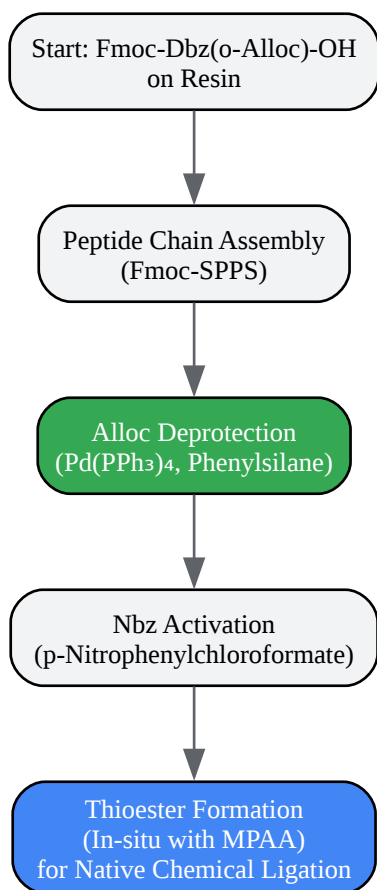 Start: Fmoc-Dbz(o-Alloc)-OH
on Resin
Peptide Chain Assembly
(Fmoc-SPPS)
Alloc Deprotection
(Pd(PPh₃)₄, Phenylsilane)
Nbz Activation
(p-Nitrophenylchloroformate)
Thioester Formation
(In-situ with MPAA)
for Native Chemical Ligation